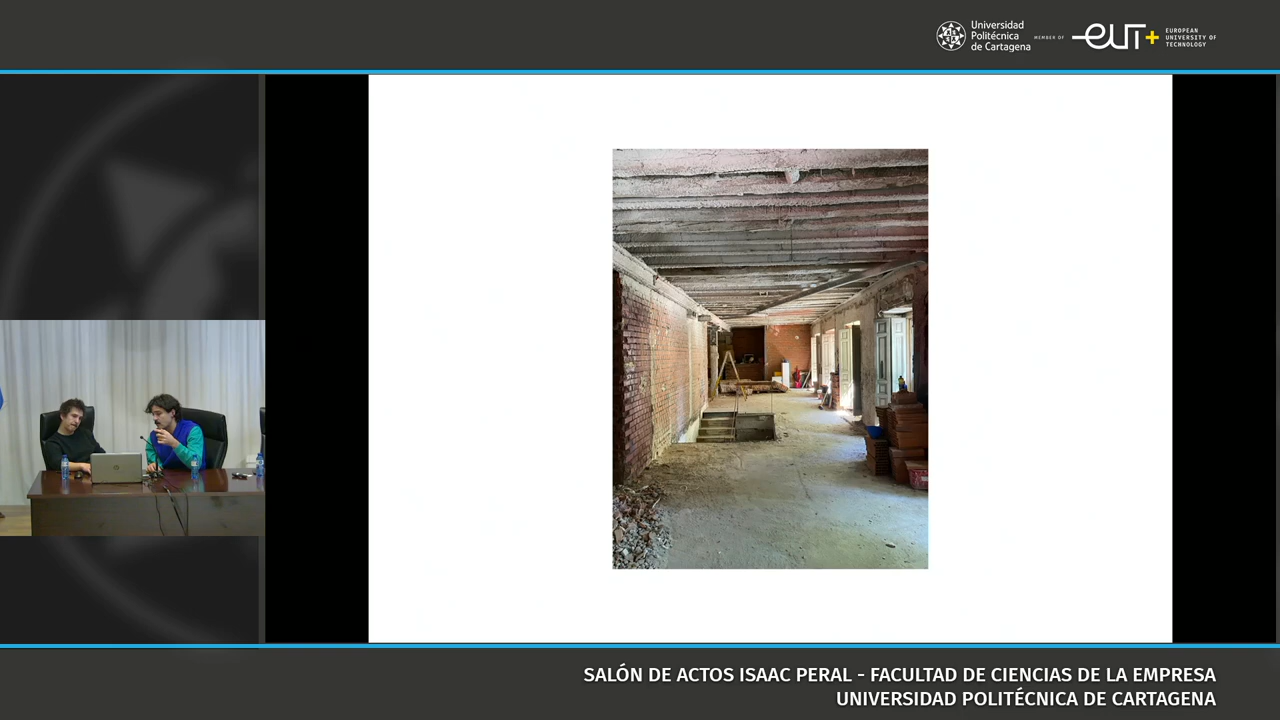 Universidad
Politécnica
de Cartagena
MEMBER OF
EUT+
EUROPEAN
UNIVERSITY OF
TECHNOLOGY
SALÓN DE ACTOS ISAAC PERAL - FACULTAD DE CIENCIAS DE LA EMPRESA
UNIVERSIDAD POLITÉCNICA DE CARTAGENA